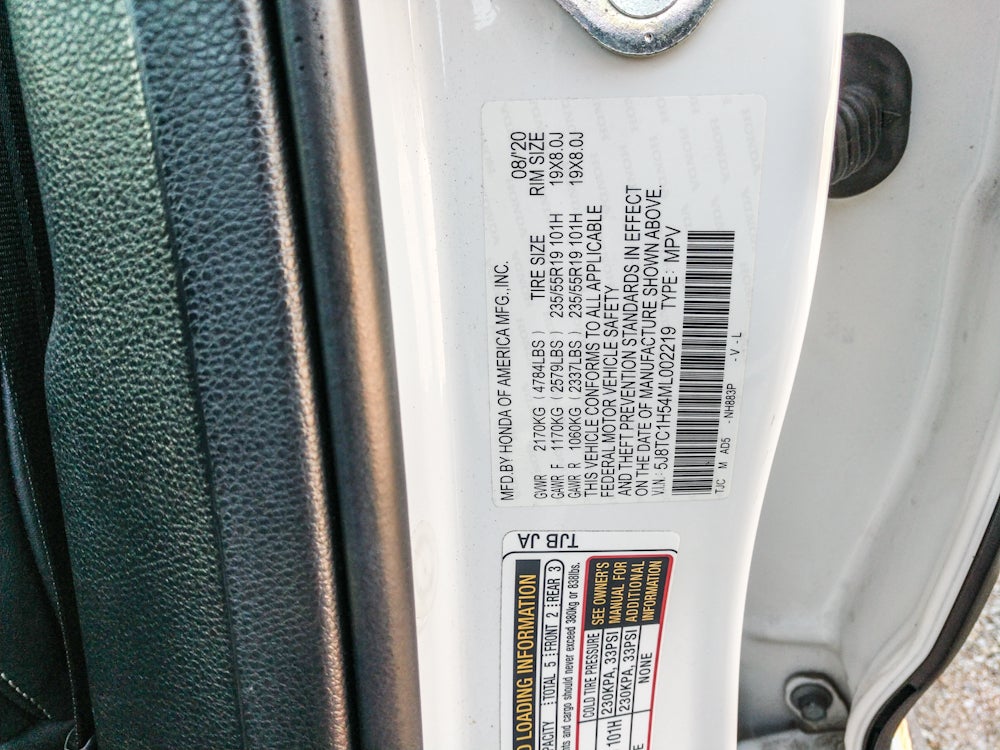 MFD.BY HONDA OF AMERICA MFG.,INC. 08/'20
TIRE SIZE RIM SIZE
GVWR 2170KG ( 4784LBS )
GAWR F 1170KG ( 2579LBS ) 235/55R19 101H 19X8.0J
GAWR R 1060KG ( 2337LBS ) 235/55R19 101H 19X8.0J
THIS VEHICLE CONFORMS TO ALL APPLICABLE
FEDERAL MOTOR VEHICLE SAFETY
AND THEFT PREVENTION STANDARDS IN EFFECT
ON THE DATE OF MANUFACTURE SHOWN ABOVE.
V.I.N.: 5J8TC1H54ML002219 TYPE: MPV
TJC M AD5 - NH883P - V - L
TJB JA
LOADING INFORMATION
TOTAL 5 FRONT 2 REAR 3
and cargo should never exceed 380kg or 838lbs.
COLD TIRE PRESSURE
101H 230KPA, 33PSI
230KPA, 33PSI
NONE
SEE OWNER'S
MANUAL FOR
ADDITIONAL
INFORMATION